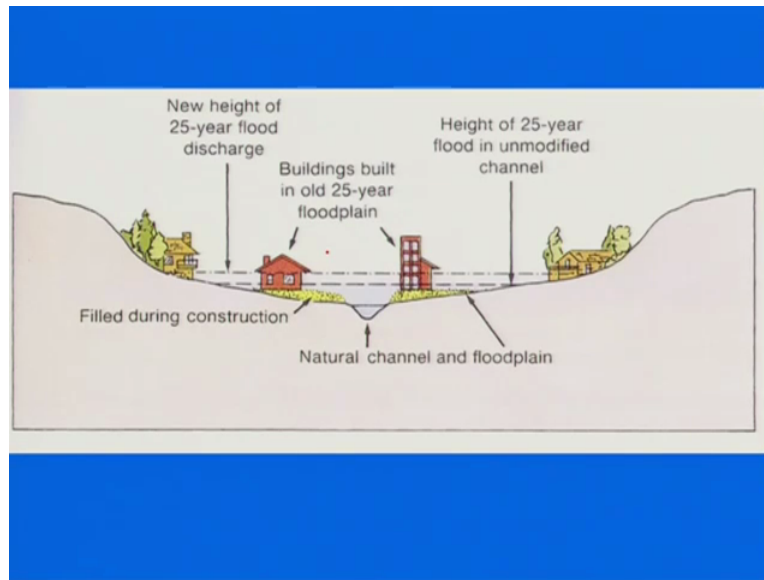 New height of
25-year flood
discharge
Buildings built
in old 25-year
floodplain
Height of 25-year
flood in unmodified
channel
Filled during construction
Natural channel and floodplain